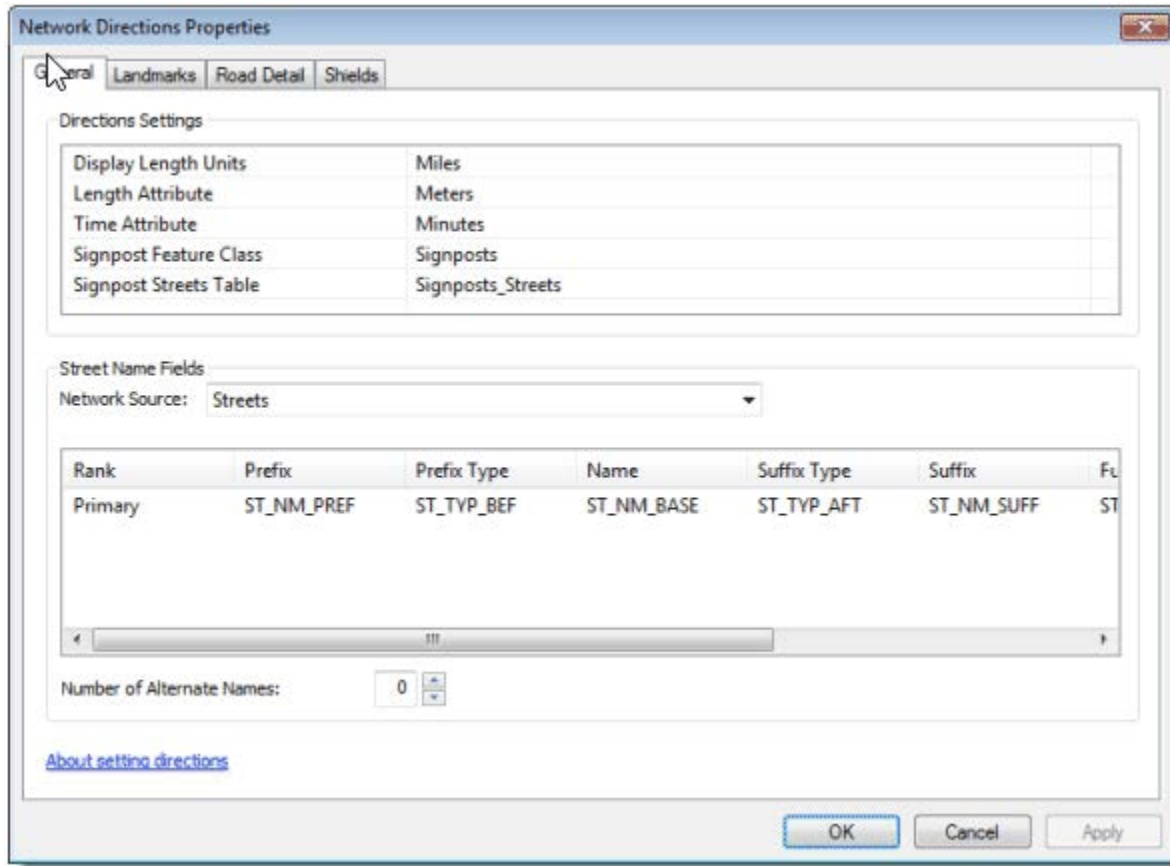 Network Directions Properties
General Landmarks Road Detail Shields
Directions Settings
Display Length Units Miles
Length Attribute Meters
Time Attribute Minutes
Signpost Feature Class Signposts
Signpost Streets Table Signposts_Streets
Street Name Fields
Network Source: Streets
Rank Prefix Prefix Type Name Suffix Type Suffix Fu
Primary ST_NM_PREF ST_TYP_BEF ST_NM_BASE ST_TYP_AFT ST_NM_SUFF ST
Number of Alternate Names: 0
About setting directions
OK Cancel Apply